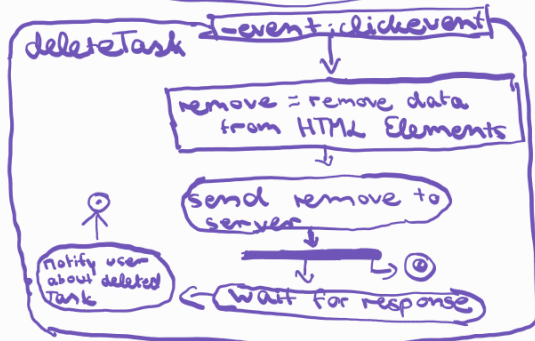 deleteTask
-event:clickevent
remove = remove data
from HTML Elements
send remove to
server
wait for response
notify user
about deleted
Task